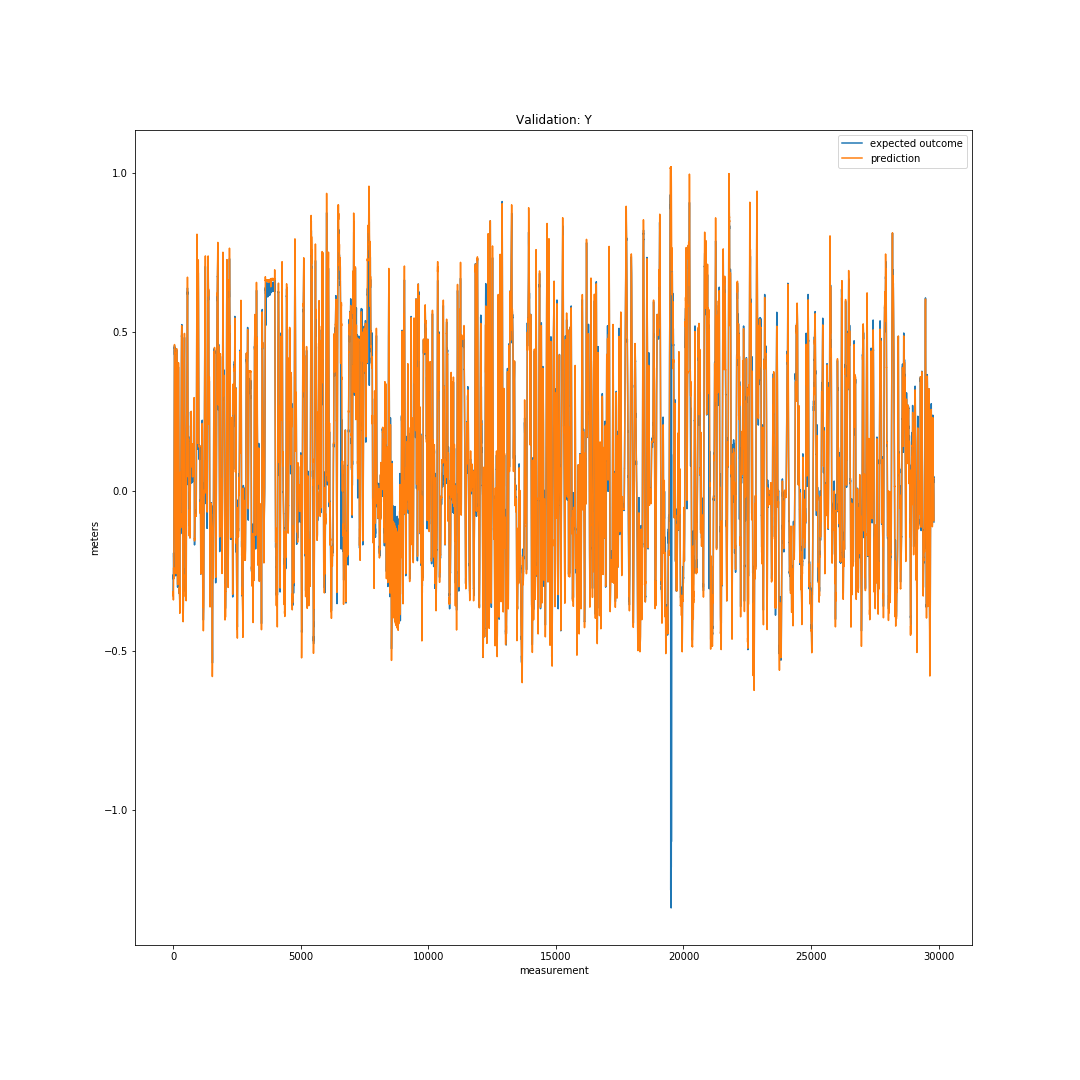 Validation: Y
expected outcome
prediction
1.0
0.5
0.0
−0.5
−1.0
meters
0 5000 10000 15000 20000 25000 30000
measurement